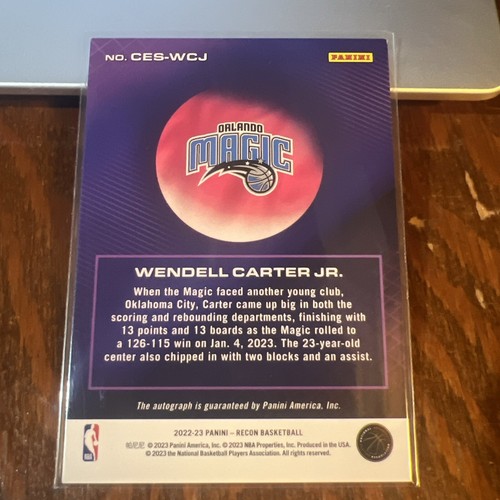 NO. CES-WCJ
PANINI
ORLANDO
MAGIC
WENDELL CARTER JR.
When the Magic faced another young club,
Oklahoma City, Carter came up big in both the
scoring and rebounding departments, finishing with
13 points and 13 boards as the Magic rolled to
a 126-115 win on Jan. 4, 2023. The 23-year-old
center also chipped in with two blocks and an assist.
The autograph is guaranteed by Panini America, Inc.
2022-23 PANINI – RECON BASKETBALL
帕尼尼 © 2023 Panini America, Inc. © 2023 NBA Properties, Inc. Produced in the USA.
© 2023 the National Basketball Players Association. All rights reserved.